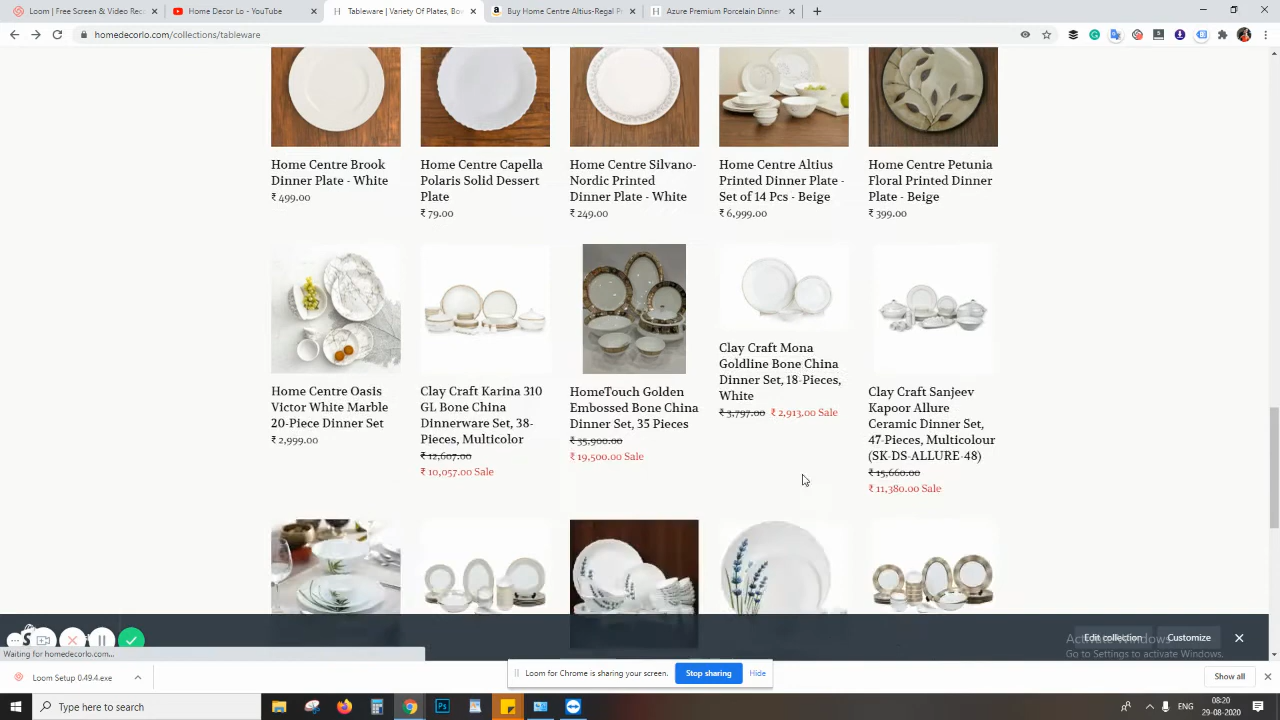 Loom | Free Screen & Video Rec
Home Decor Lo - YouTube
Tableware | Variety Of Plates, Bo
Buy Home Centre Altius-Regal P
Azure Porcelain Dinner
homedecorlo.com/collections/tableware
Home Centre Brook
Dinner Plate - White
₹ 499.00
Home Centre Capella
Polaris Solid Dessert
Plate
₹ 79.00
Home Centre Silvano-
Nordic Printed
Dinner Plate - White
₹ 249.00
Home Centre Altius
Printed Dinner Plate -
Set of 14 Pcs - Beige
₹ 6,999.00
Home Centre Petunia
Floral Printed Dinner
Plate - Beige
₹ 399.00
Home Centre Oasis
Victor White Marble
20-Piece Dinner Set
₹ 2,999.00
Clay Craft Karina 310
GL Bone China
Dinnerware Set, 38-
Pieces, Multicolor
₹ 12,607.00
₹ 10,057.00 Sale
HomeTouch Golden
Embossed Bone China
Dinner Set, 35 Pieces
₹ 35,900.00
₹ 19,500.00 Sale
Clay Craft Mona
Goldline Bone China
Dinner Set, 18-Pieces,
White
₹ 3,797.00 ₹ 2,913.00 Sale
Clay Craft Sanjeev
Kapoor Allure
Ceramic Dinner Set,
47-Pieces, Multicolour
(SK-DS-ALLURE-48)
₹ 15,660.00
₹ 11,380.00 Sale
Edit collection
Customize
Activate Windows
Go to Settings to activate Windows.
Waiting for homedecorlo.com...
Loom for Chrome is sharing your screen.
Stop sharing
Hide
Loom Setup 0.49.4.exe
Show all
Type here to search
ENG
08:20
29-08-2020